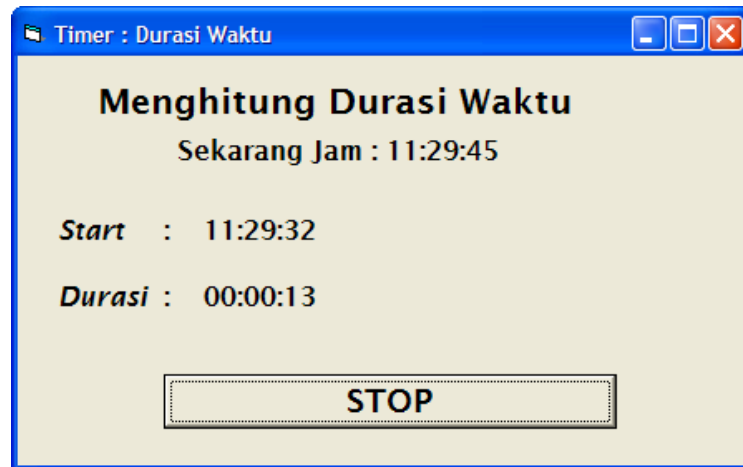 Timer : Durasi Waktu
Menghitung Durasi Waktu
Sekarang Jam : 11:29:45
Start : 11:29:32
Durasi : 00:00:13
STOP